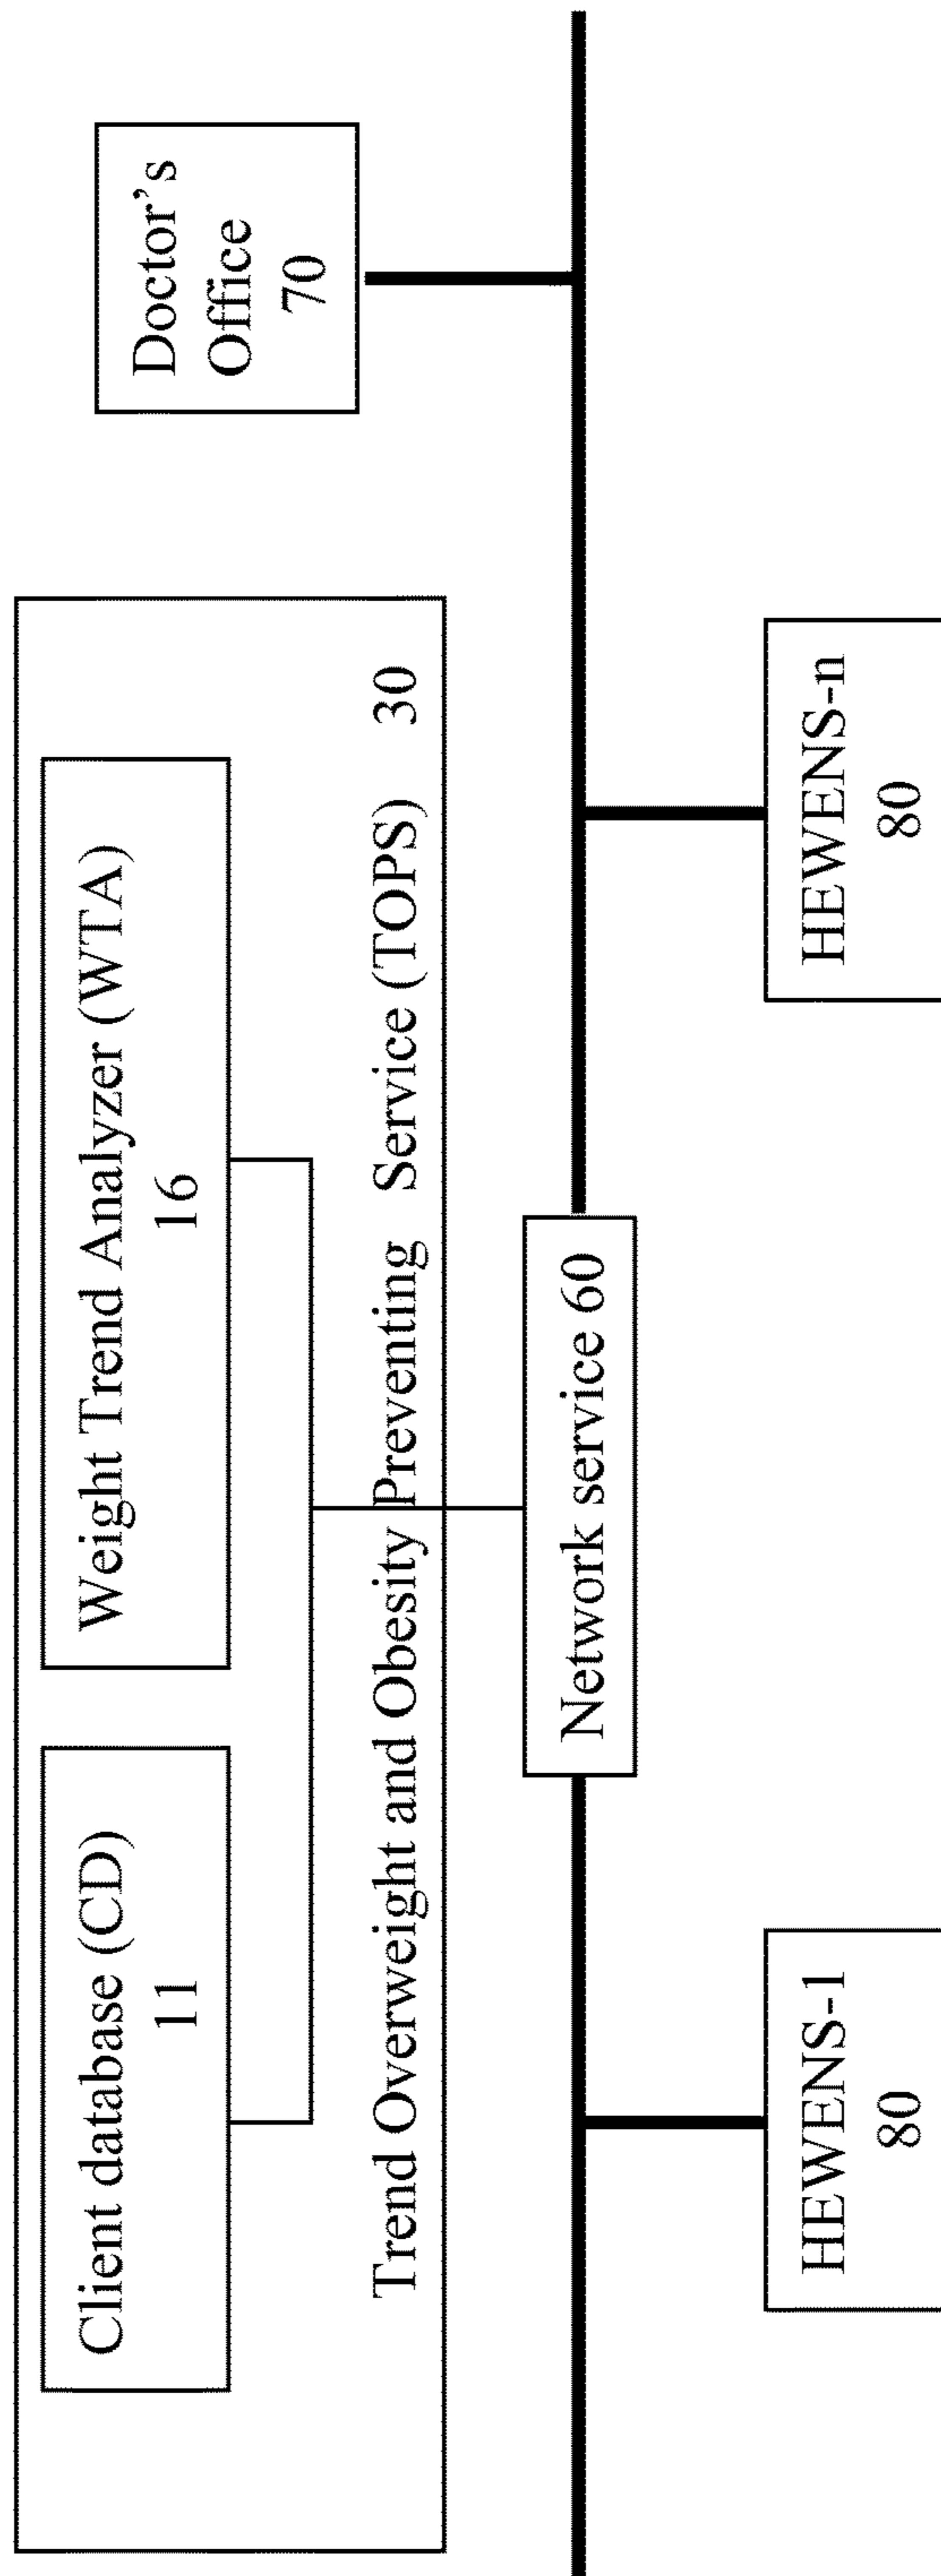 Client database (CD)
11
Weight Trend Analyzer (WTA)
16
Trend Overweight and Obesity Preventing Service (TOPS) 30
Doctor's
Office
70
Network service 60
HEWENS-1
80
HEWENS-n
80